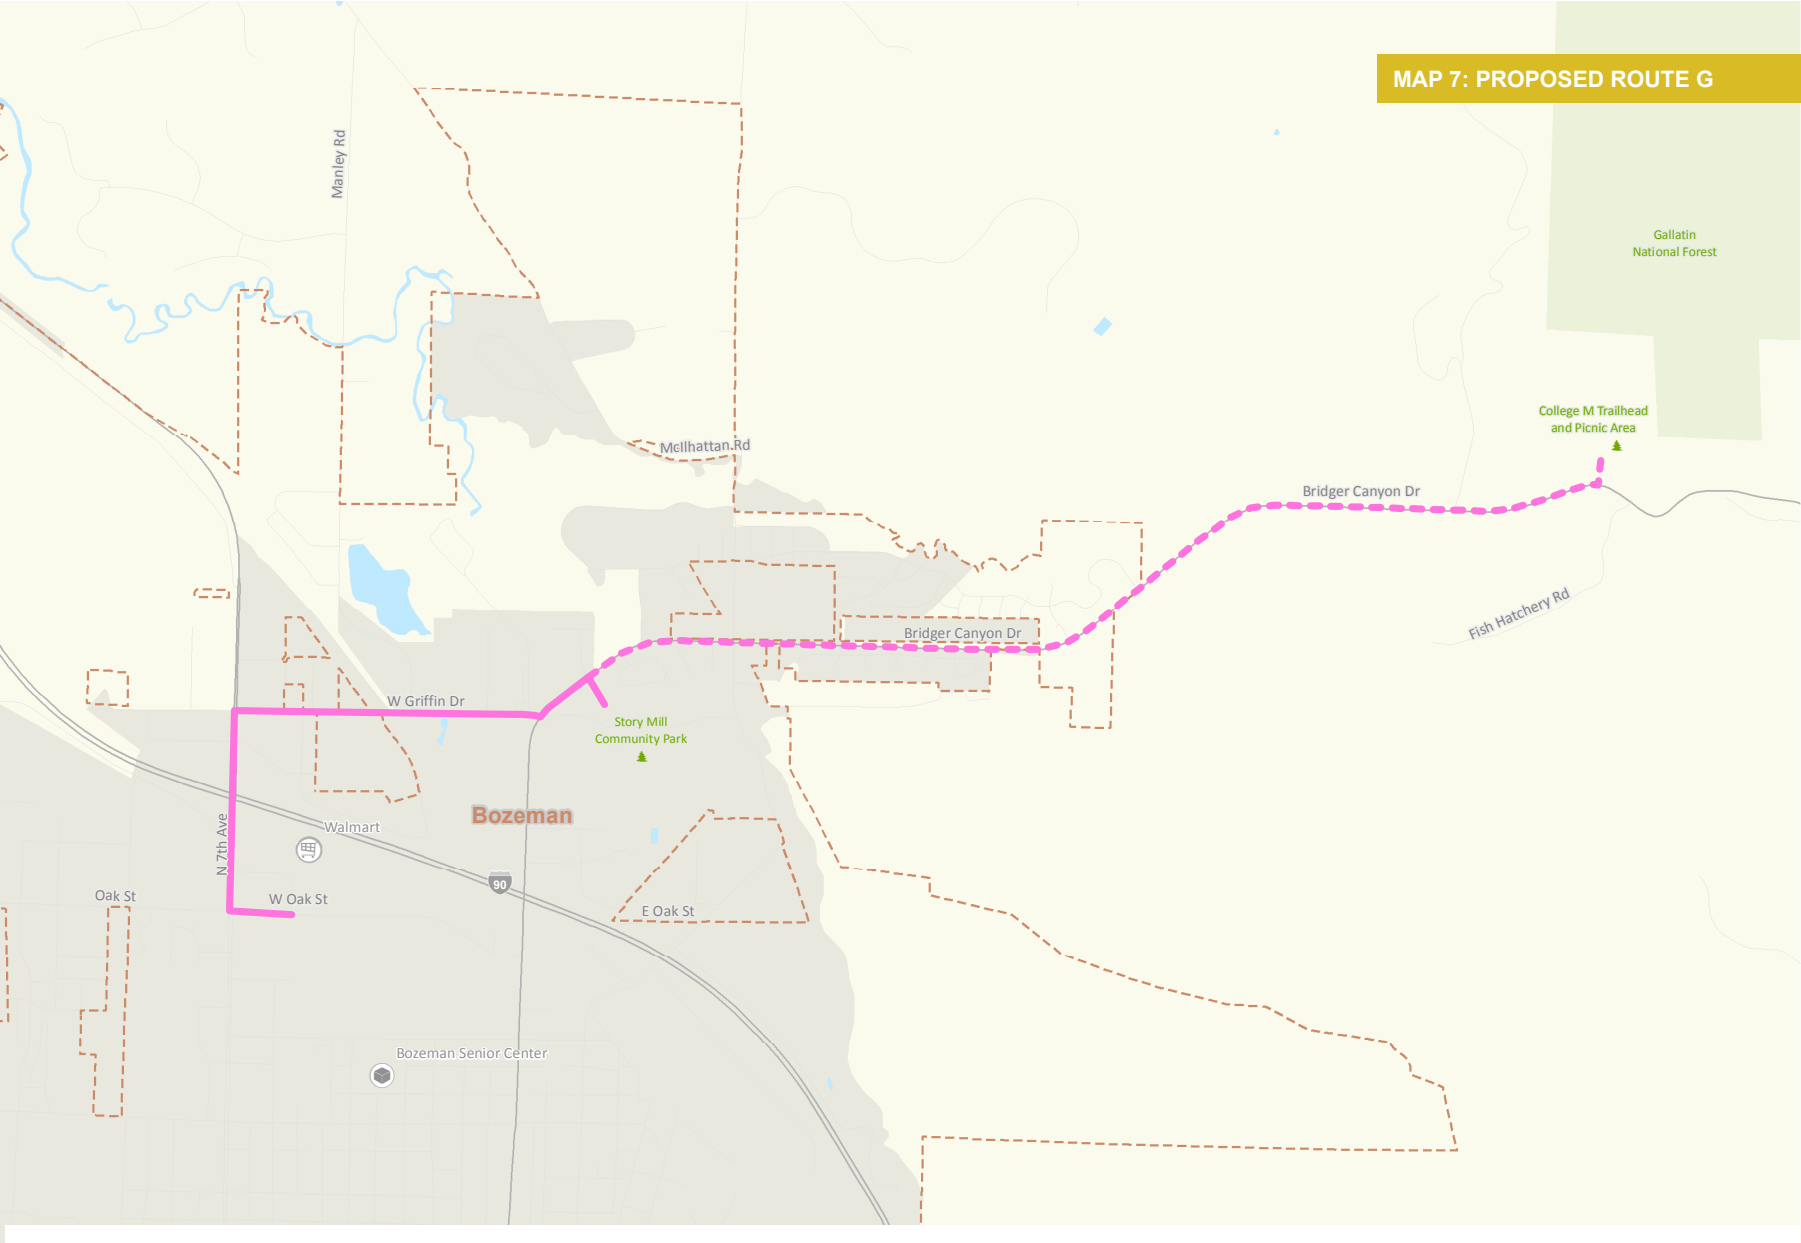 MAP 7: PROPOSED ROUTE G
Manley Rd
Gallatin
National Forest
College M Trailhead
and Picnic Area
McIlhattan Rd
Bridger Canyon Dr
Fish Hatchery Rd
Bridger Canyon Dr
W Griffin Dr
Story Mill
Community Park
Bozeman
N 7th Ave
Walmart
90
Oak St
W Oak St
E Oak St
Bozeman Senior Center